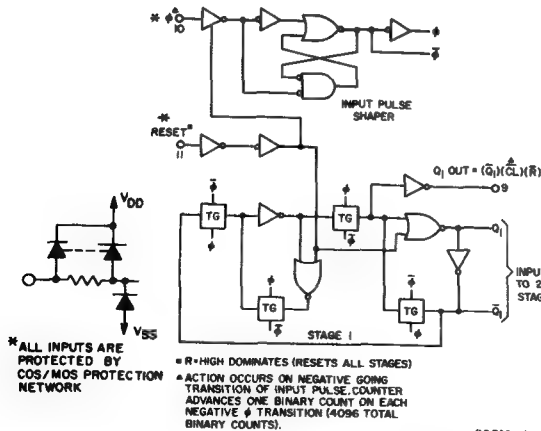 * φ▵
10
φ
φ̅
INPUT PULSE
SHAPER
*
RESET■
11
Q1 OUT = (Q̅1)(C̅L̅▵)(R̅)
9
φ̅
TG
φ
φ
TG
φ̅
Q1
φ
TG
φ̅
φ̅
TG
φ
Q̅1
INPU
TO 2
STAG
STAGE 1
VDD
VSS
*ALL INPUTS ARE
PROTECTED BY
COS/MOS PROTECTION
NETWORK
■ R=HIGH DOMINATES (RESETS ALL STAGES)
▵ ACTION OCCURS ON NEGATIVE GOING
TRANSITION OF INPUT PULSE. COUNTER
ADVANCES ONE BINARY COUNT ON EACH
NEGATIVE φ TRANSITION (4096 TOTAL
BINARY COUNTS).